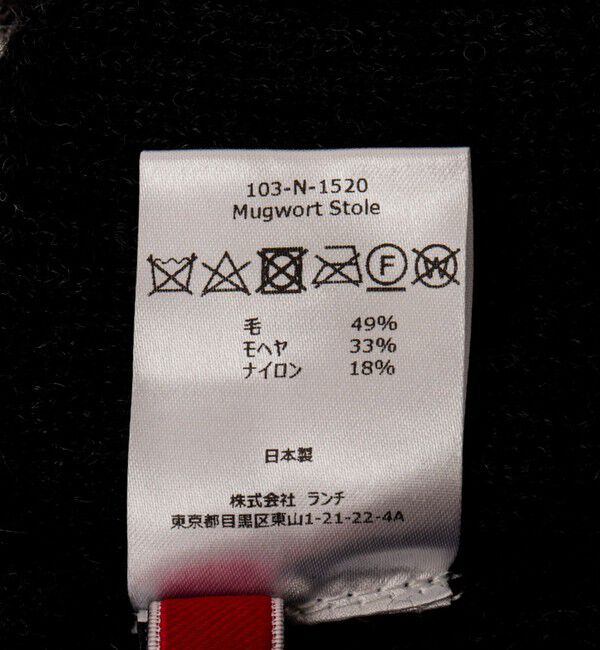 103-N-1520
Mugwort Stole
F W
毛 49%
モヘヤ 33%
ナイロン 18%
日本製
株式会社 ランチ
東京都目黒区東山1-21-22-4A